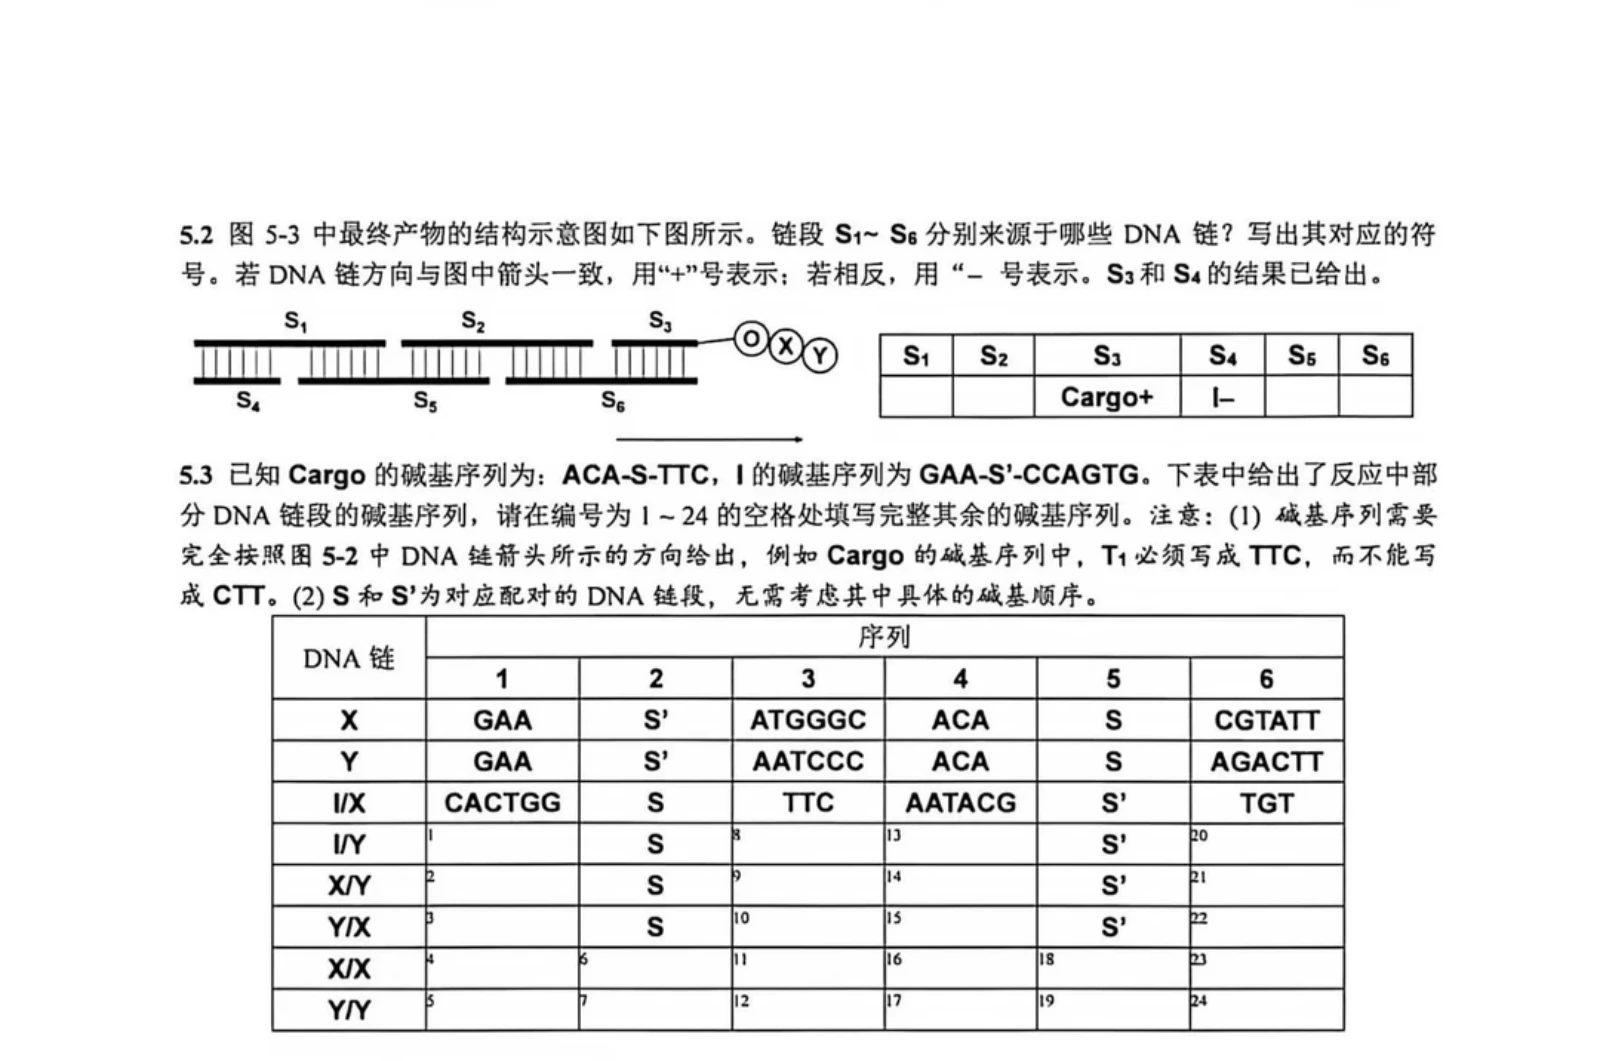 5.2 图 5-3 中最终产物的结构示意图如下图所示。链段 S₁~ S₆ 分别来源于哪些 DNA 链？写出其对应的符
号。若 DNA 链方向与图中箭头一致，用“+”号表示；若相反，用 “– 号表示。S₃和 S₄ 的结果已给出。
S₁ S₂ S₃
O X Y
S₄ S₅ S₆
S₁ S₂ S₃ S₄ S₅ S₆
Cargo+ I–
5.3 已知 Cargo 的碱基序列为：ACA-S-TTC，I 的碱基序列为 GAA-S’-CCAGTG。下表中给出了反应中部
分 DNA 链段的碱基序列，请在编号为 1 ~ 24 的空格处填写完整其余的碱基序列。注意：(1) 碱基序列需要
完全按照图 5-2 中 DNA 链箭头所示的方向给出，例如 Cargo 的碱基序列中，T₁ 必须写成 TTC，而不能写
成 CTT。(2) S 和 S’为对应配对的 DNA 链段，无需考虑其中具体的碱基顺序。
DNA 链 序列
1 2 3 4 5 6
X GAA S’ ATGGGC ACA S CGTATT
Y GAA S’ AATCCC ACA S AGACTT
I/X CACTGG S TTC AATACG S’ TGT
I/Y 1 S 8 13 S’ 20
X/Y 2 S 9 14 S’ 21
Y/X 3 S 10 15 S’ 22
X/X 4 6 11 16 18 23
Y/Y 5 7 12 17 19 24